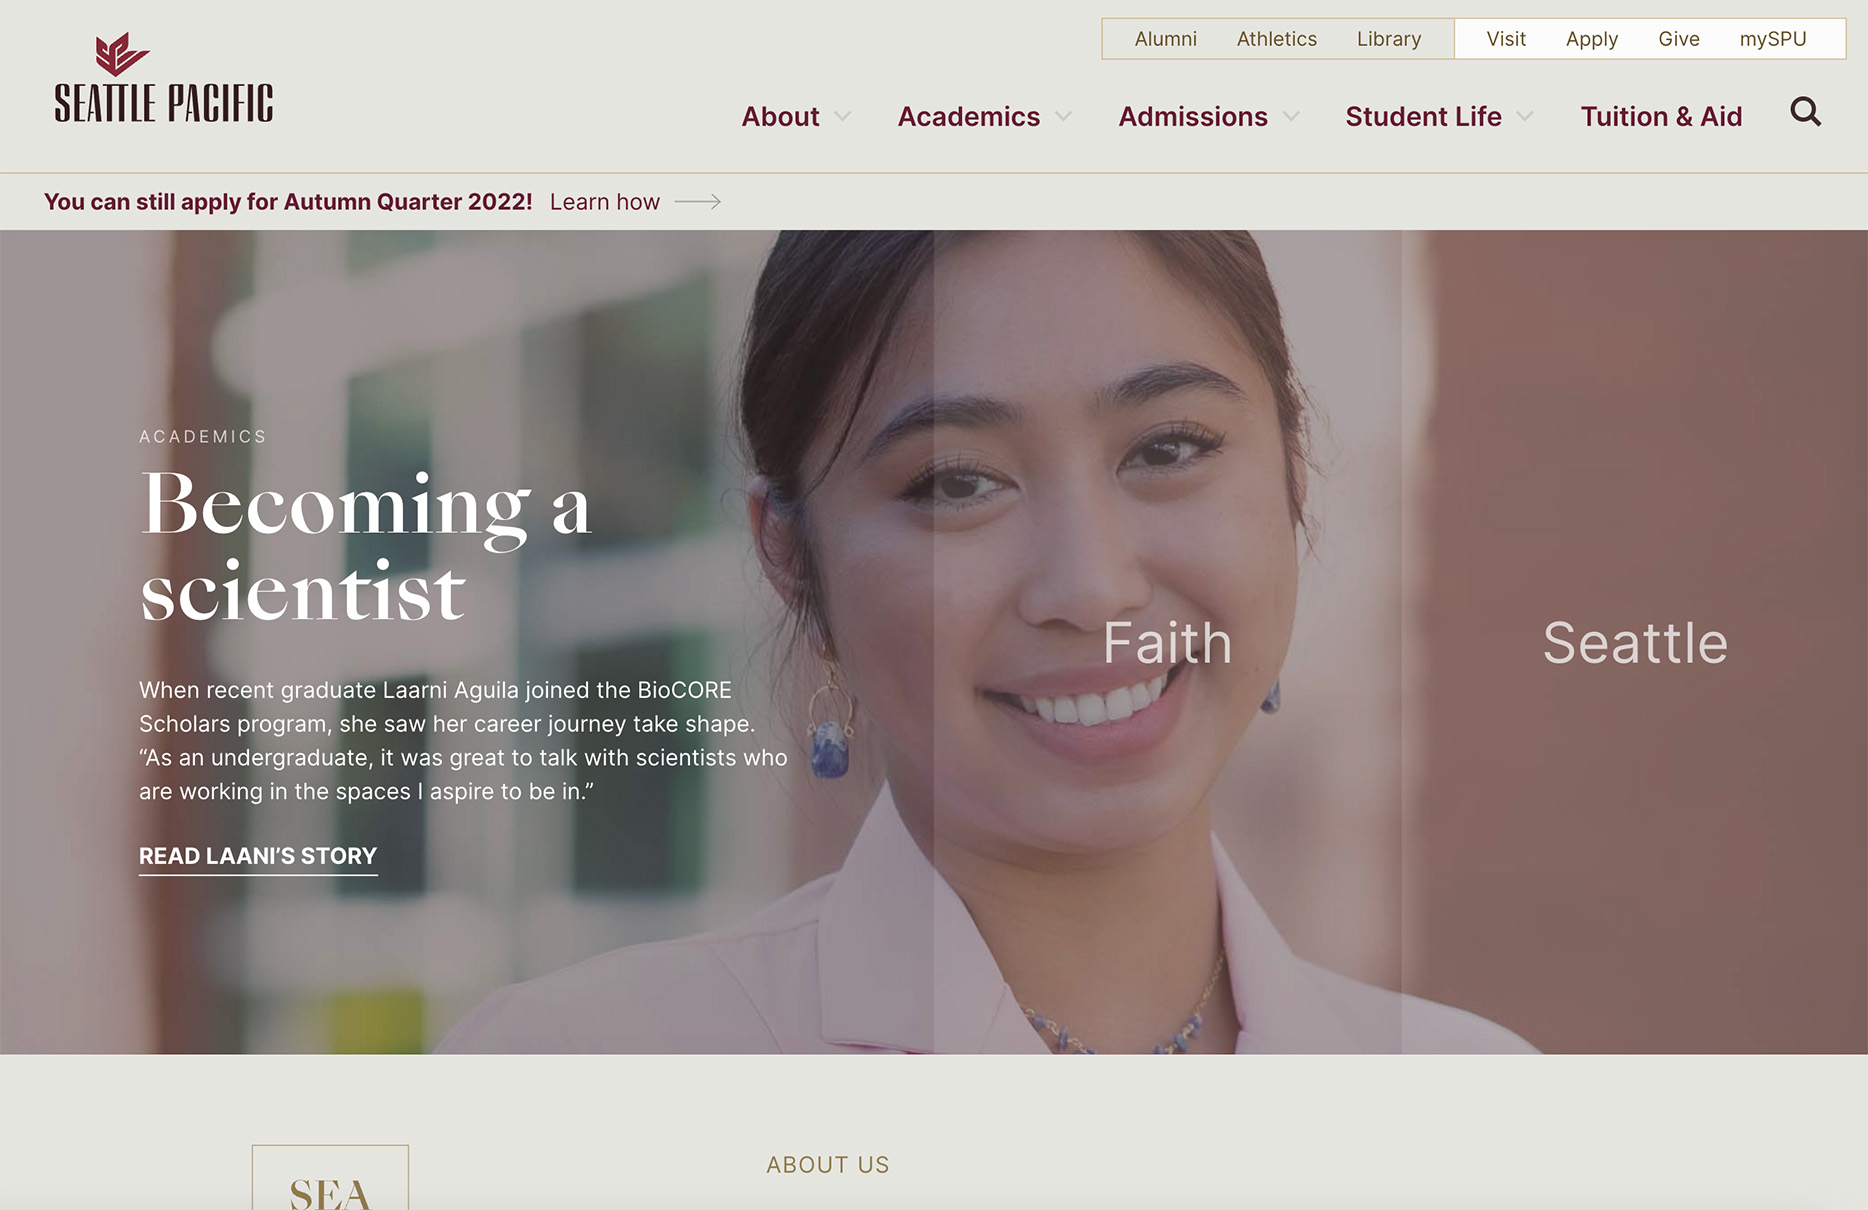 Alumni Athletics Library Visit Apply Give mySPU
SEATTLE PACIFIC
About Academics Admissions Student Life Tuition & Aid
You can still apply for Autumn Quarter 2022! Learn how
ACADEMICS
Becoming a
scientist
When recent graduate Laarni Aguila joined the BioCORE
Scholars program, she saw her career journey take shape.
“As an undergraduate, it was great to talk with scientists who
are working in the spaces I aspire to be in.”
READ LAANI’S STORY
Faith
Seattle
ABOUT US
SEA